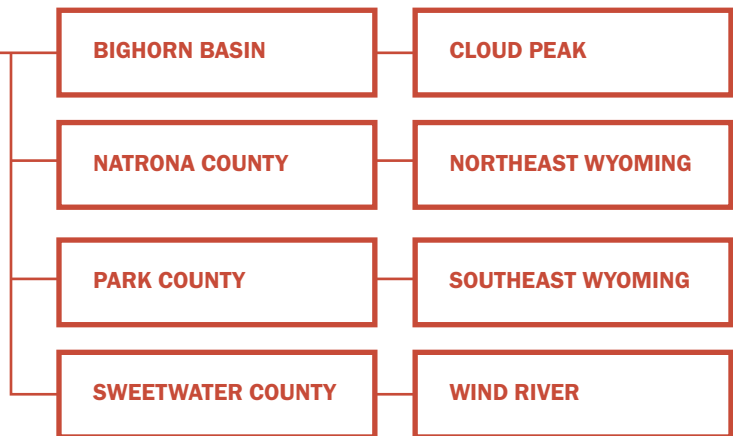 BIGHORN BASIN
CLOUD PEAK
NATRONA COUNTY
NORTHEAST WYOMING
PARK COUNTY
SOUTHEAST WYOMING
SWEETWATER COUNTY
WIND RIVER